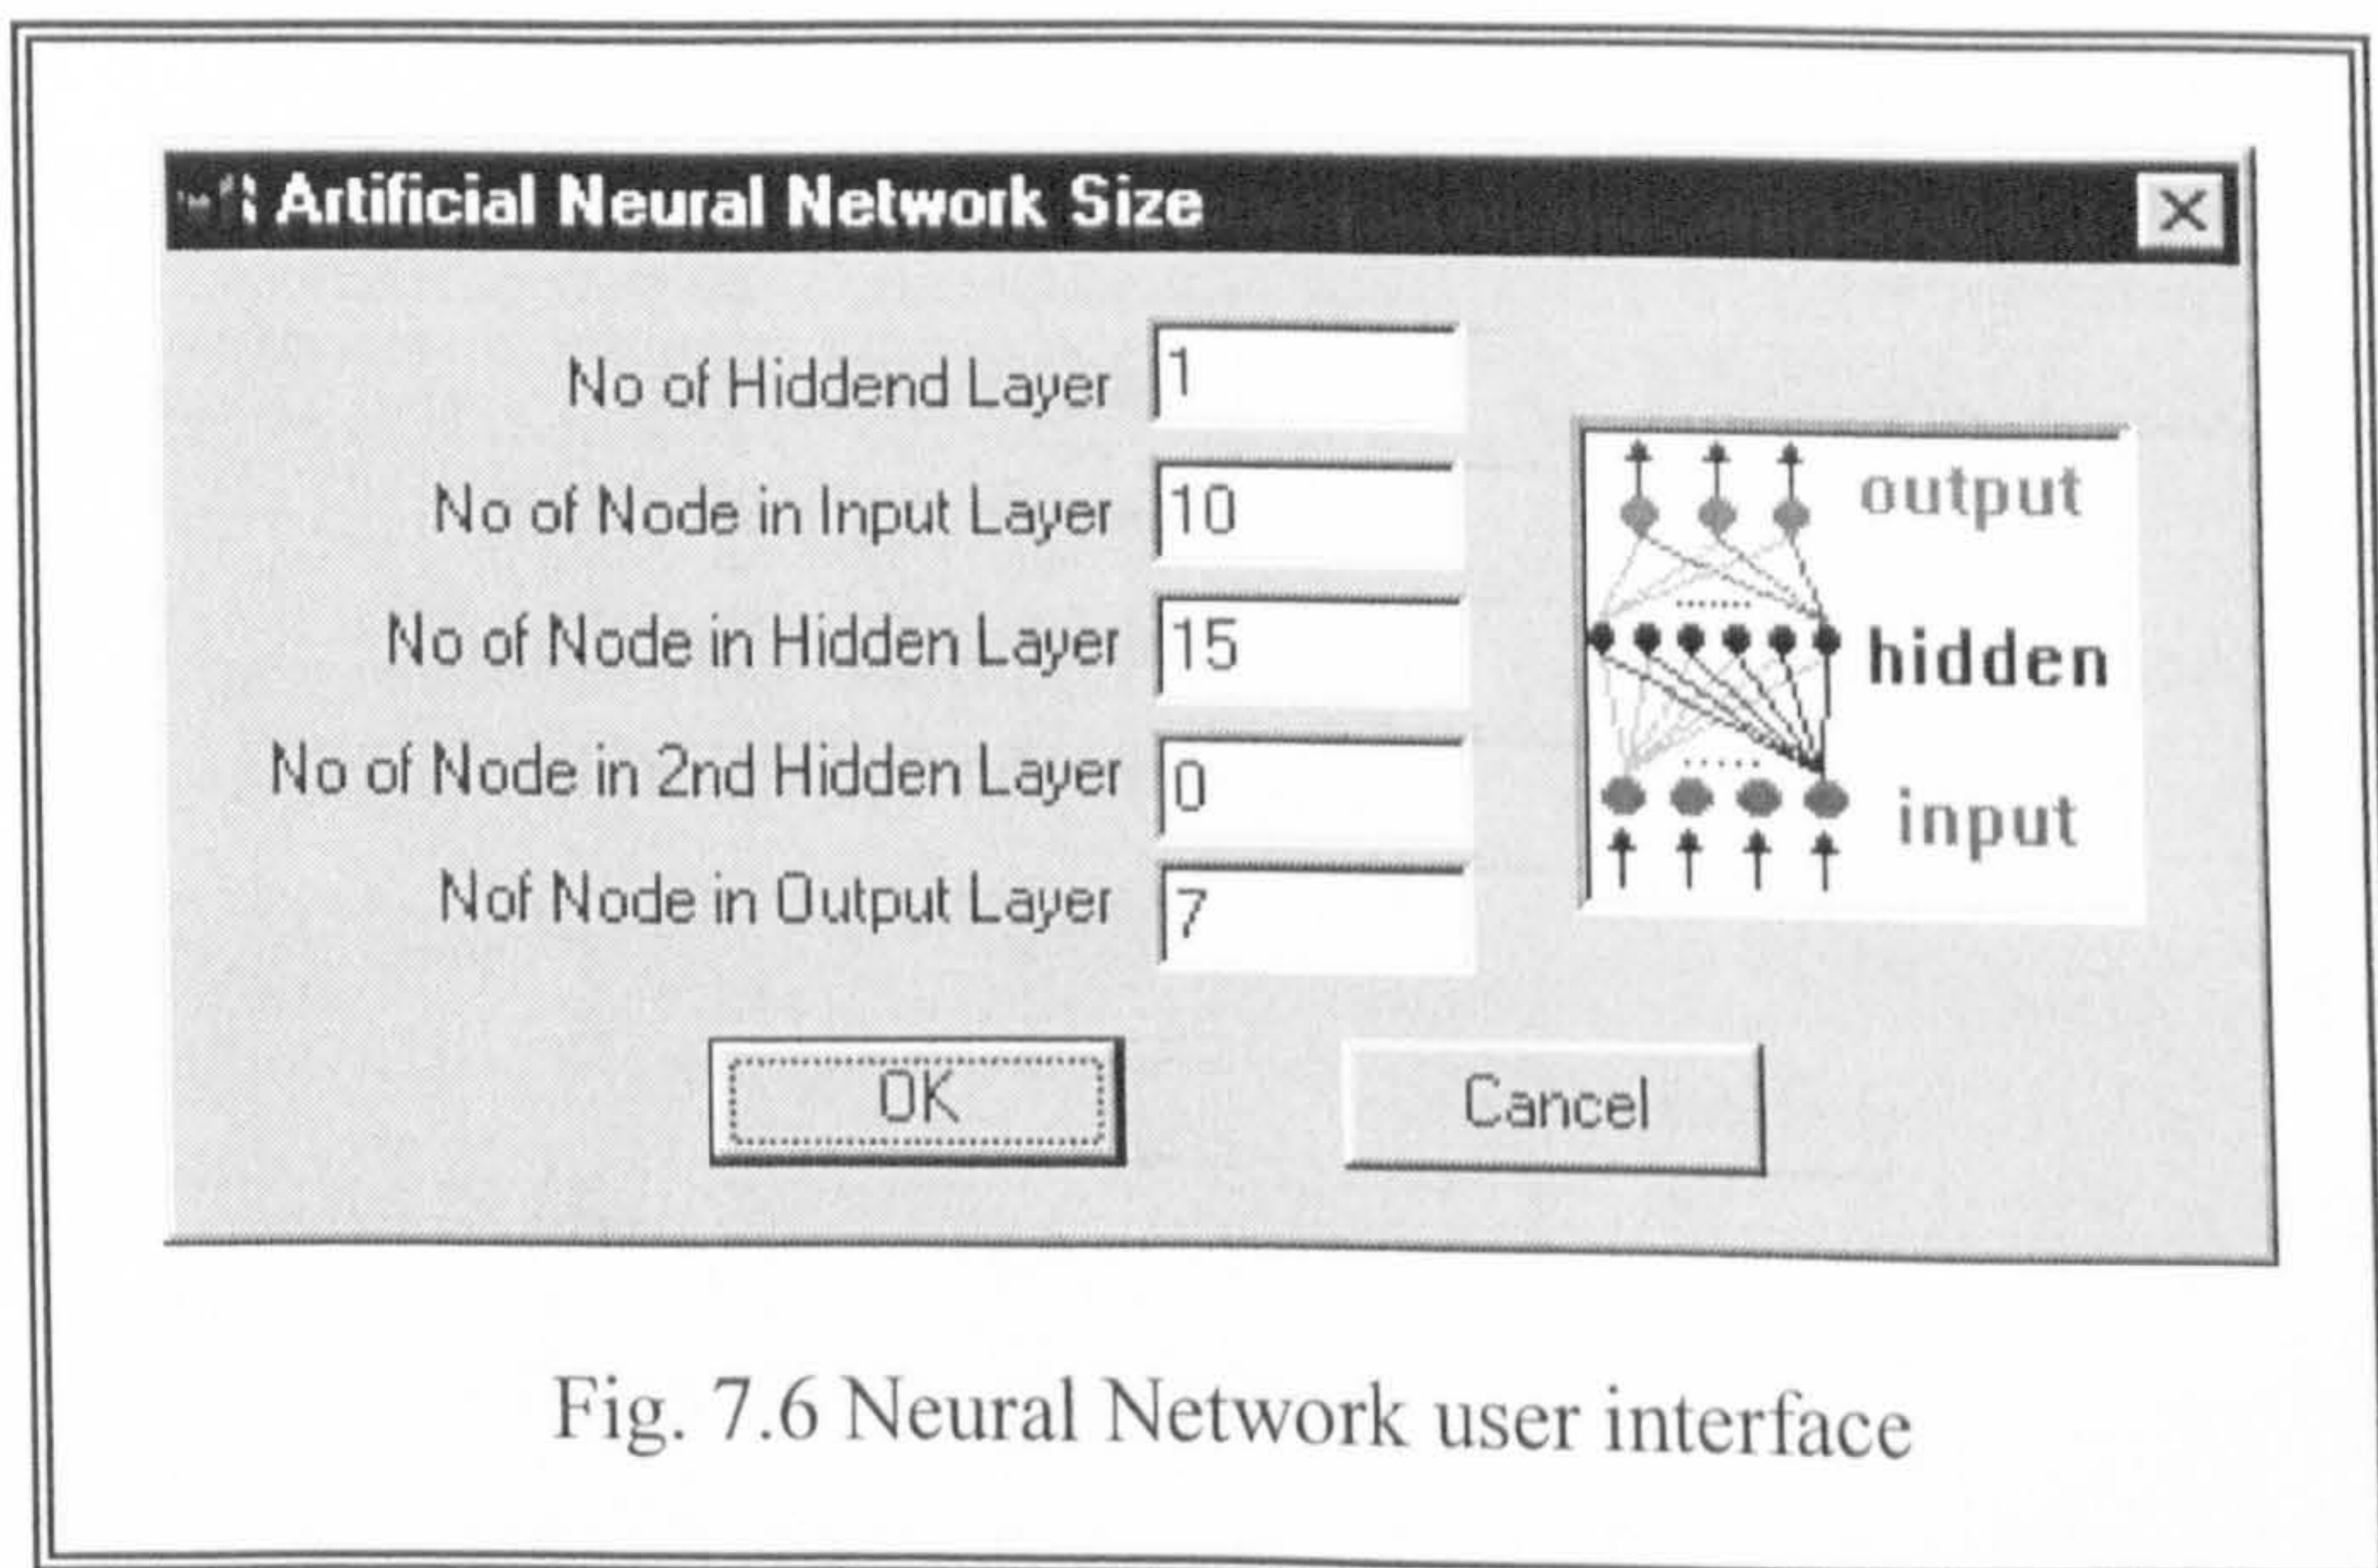 Artificial Neural Network Size
No of Hiddend Layer 1
No of Node in Input Layer 10
No of Node in Hidden Layer 15
No of Node in 2nd Hidden Layer 0
Nof Node in Output Layer 7
output
hidden
input
OK Cancel
Fig. 7.6 Neural Network user interface